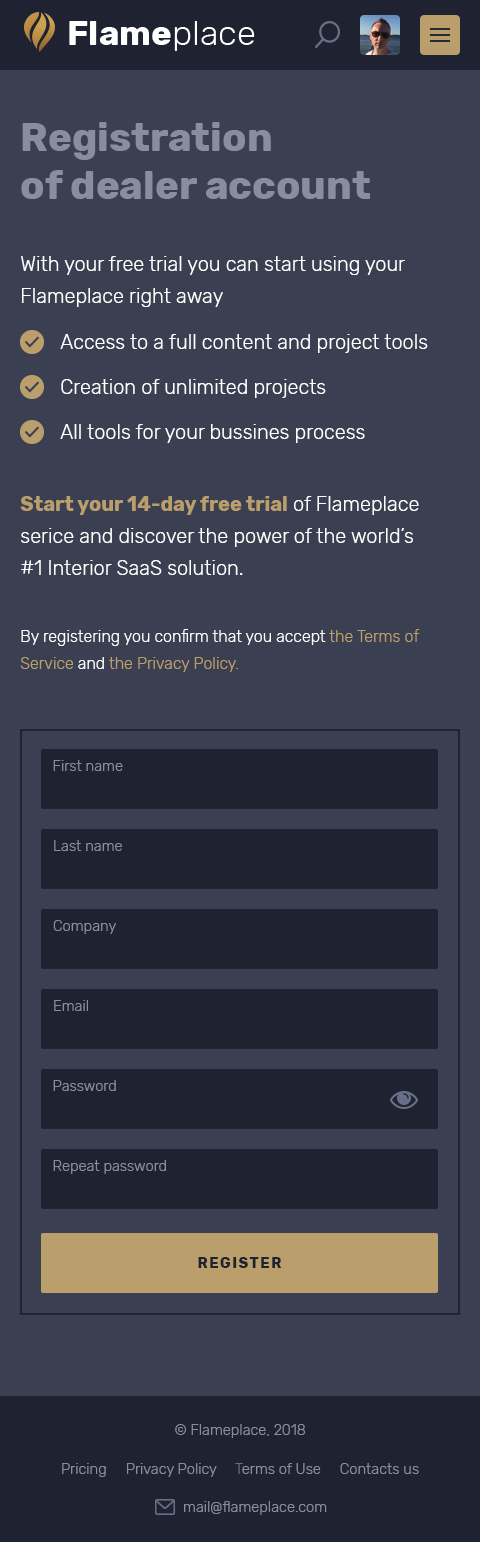 Flameplace
Registration
of dealer account
With your free trial you can start using your
Flameplace right away
Access to a full content and project tools
Creation of unlimited projects
All tools for your bussines process
Start your 14-day free trial of Flameplace
serice and discover the power of the world's
#1 Interior SaaS solution.
By registering you confirm that you accept the Terms of
Service and the Privacy Policy.
First name
Last name
Company
Email
Password
Repeat password
REGISTER
© Flameplace, 2018
Pricing Privacy Policy Terms of Use Contacts us
mail@flameplace.com